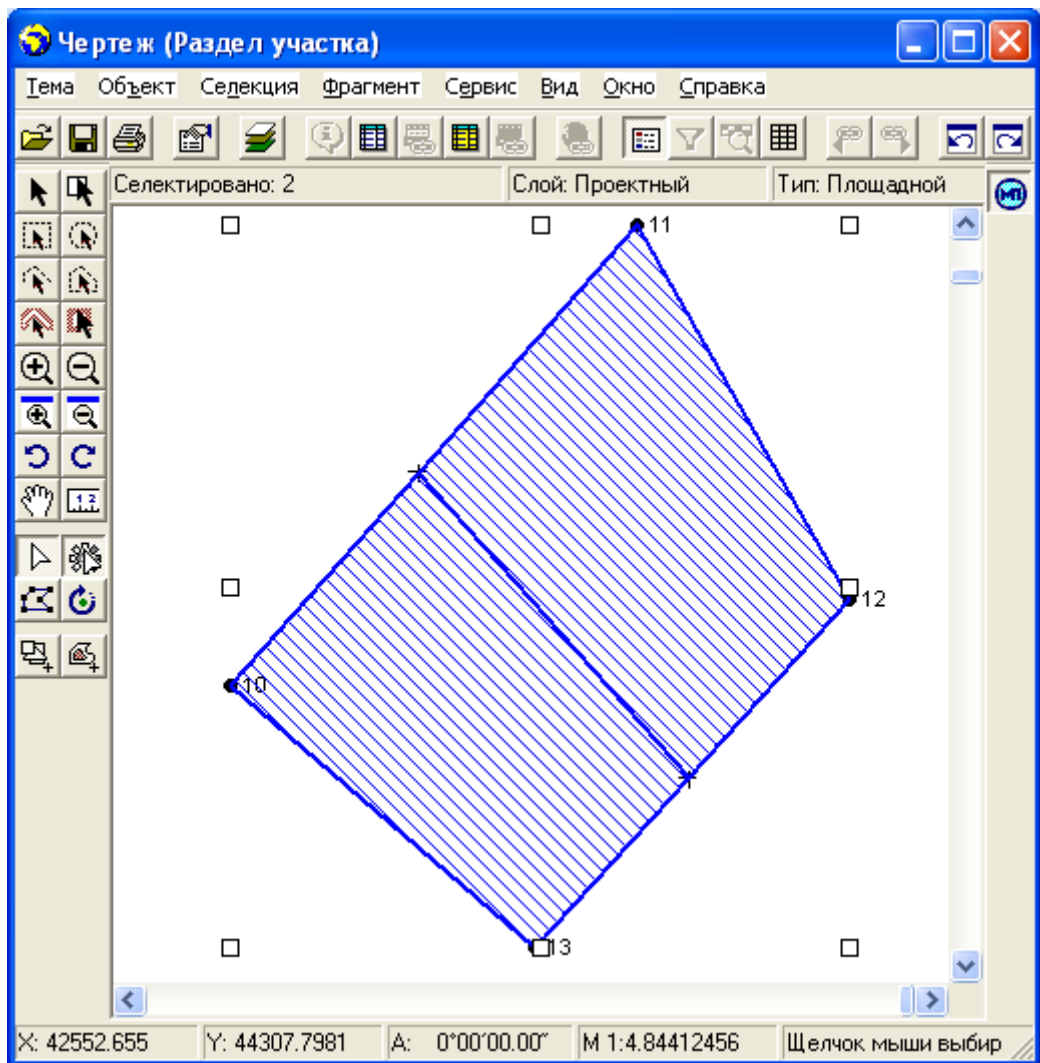 Чертеж (Раздел участка)
Тема Объект Селекция Фрагмент Сервис Вид Окно Справка
Селектировано: 2 Слой: Проектный Тип: Площадной
МП
11
12
10
13
X: 42552.655 Y: 44307.7981 A: 0°00'00.00" М 1:4.84412456 Щелчок мыши выбир